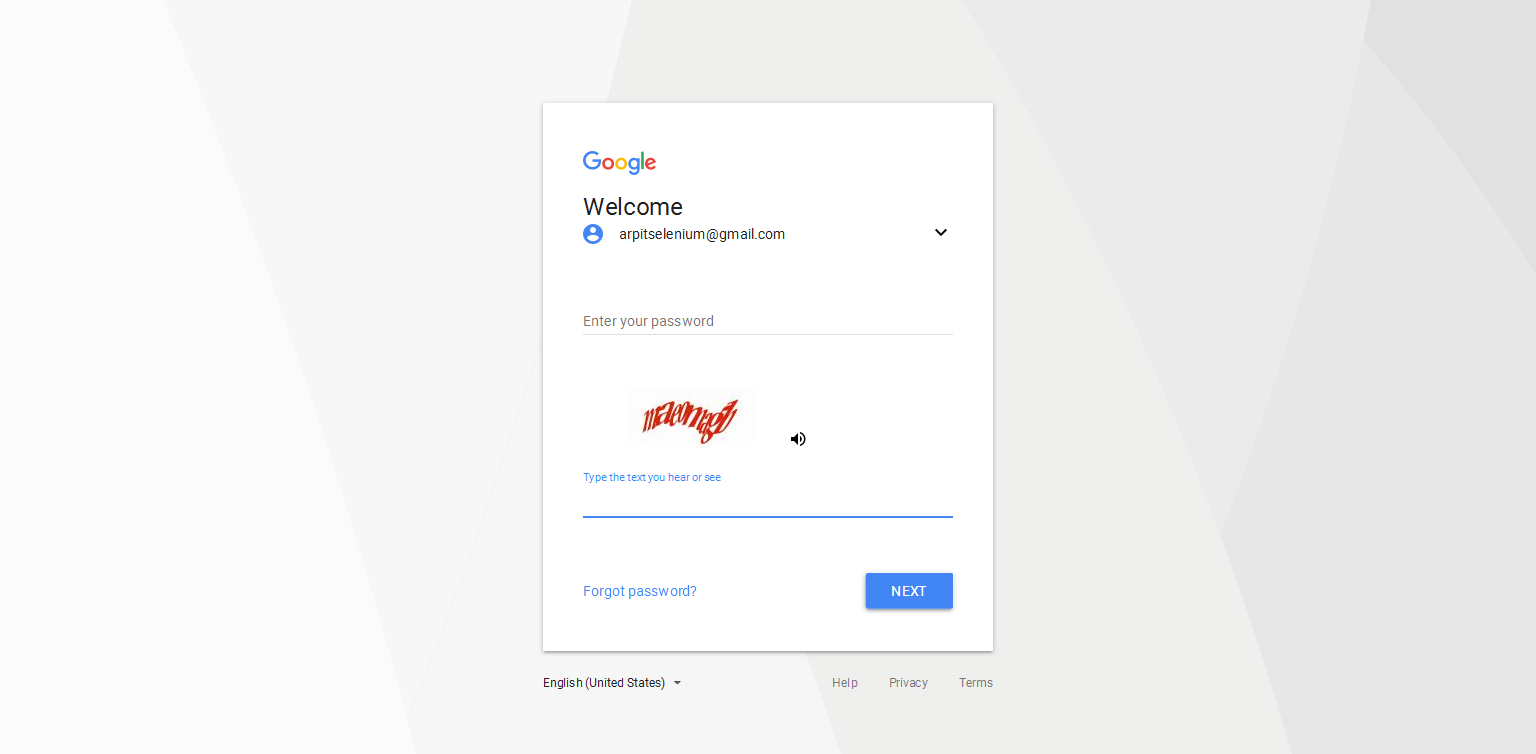 Google
Welcome
arpitselenium@gmail.com
Enter your password
Type the text you hear or see
Forgot password?
NEXT
English (United States)
Help Privacy Terms